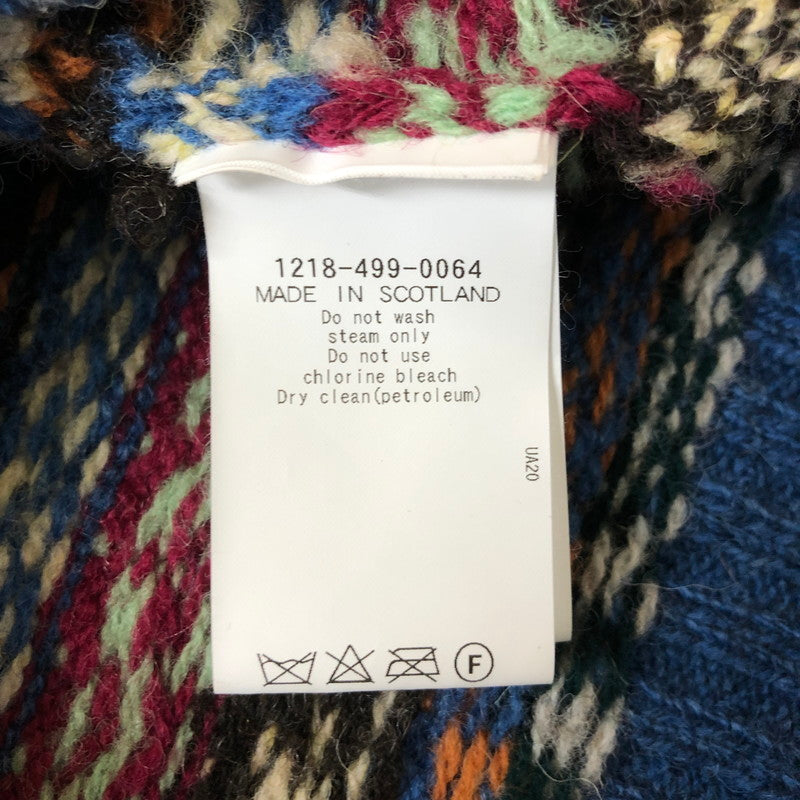 1218-499-0064
MADE IN SCOTLAND
Do not wash
steam only
Do not use
chlorine bleach
Dry clean(petroleum)
UA20
F